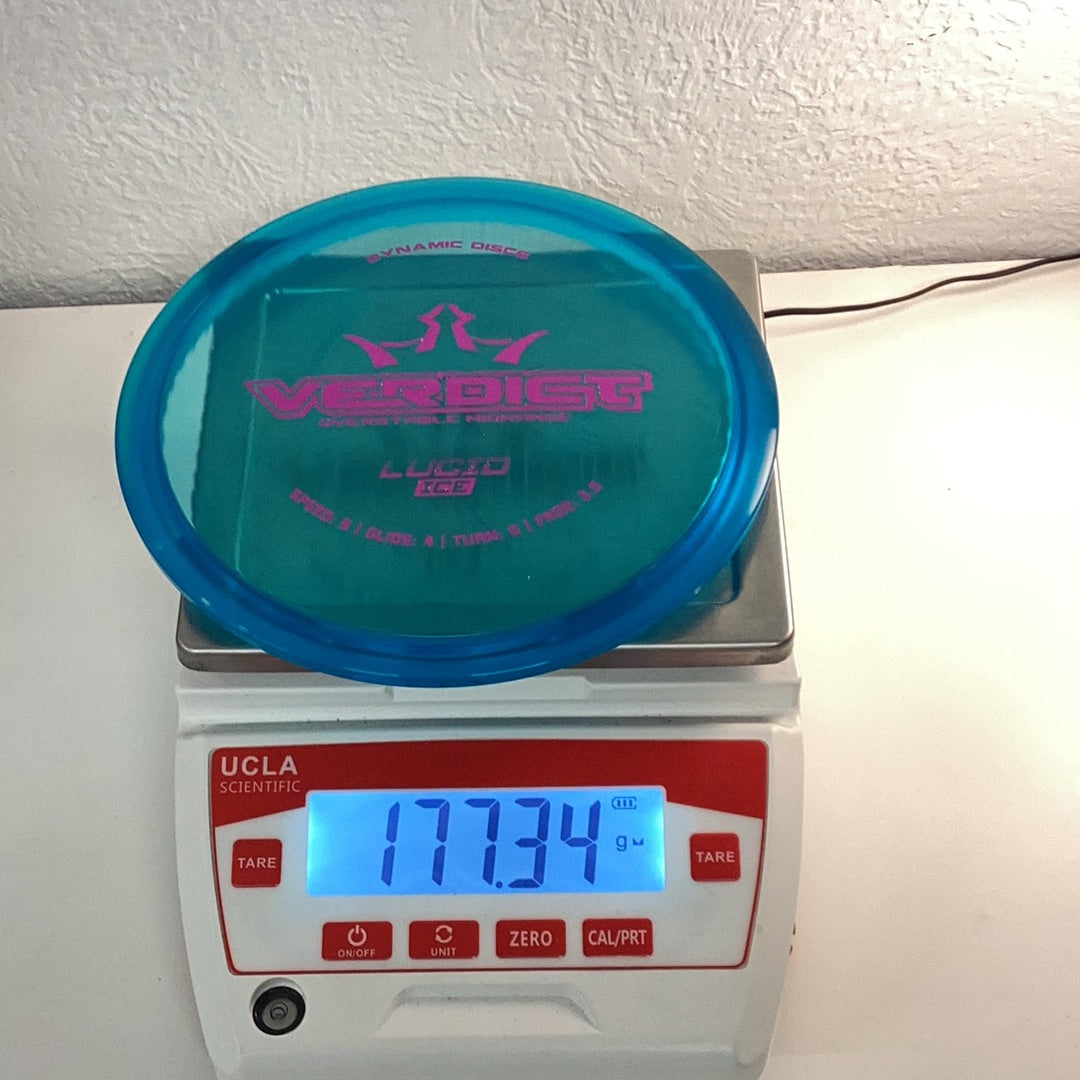 DYNAMIC DISCS
VERDICT
OVERSTABLE MIDRANGE
LUCID
ICE
SPEED: 5 | GLIDE: 4 | TURN: 0 | FADE: 3.5
UCLA
SCIENTIFIC
177.34
g
TARE
TARE
ON/OFF
UNIT
ZERO
CAL/PRT